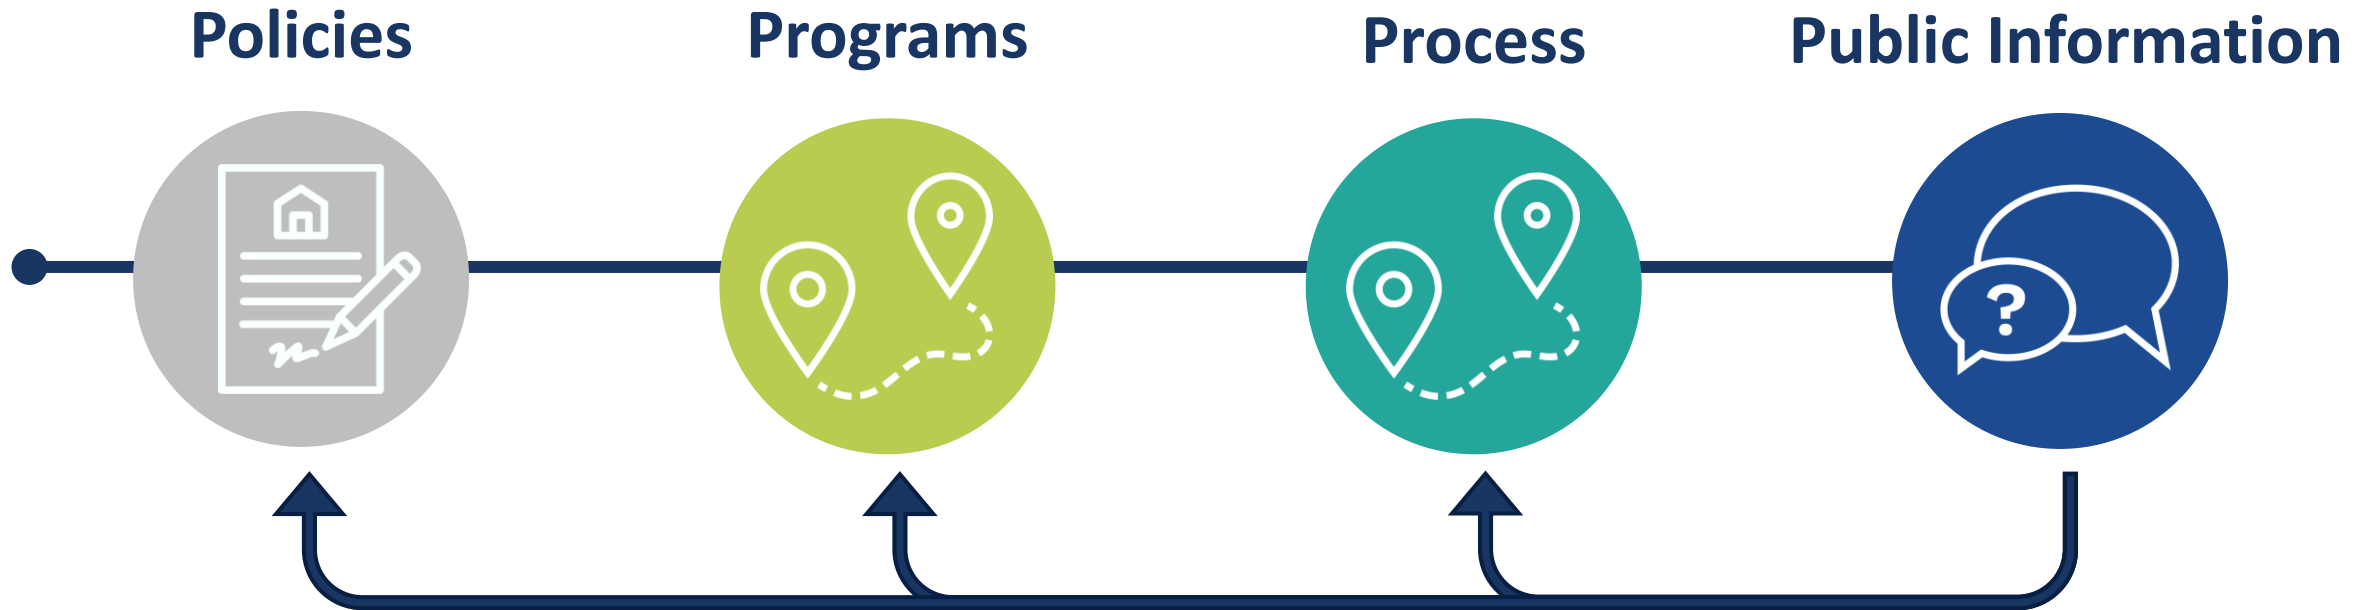 Policies
Programs
Process
Public Information
?